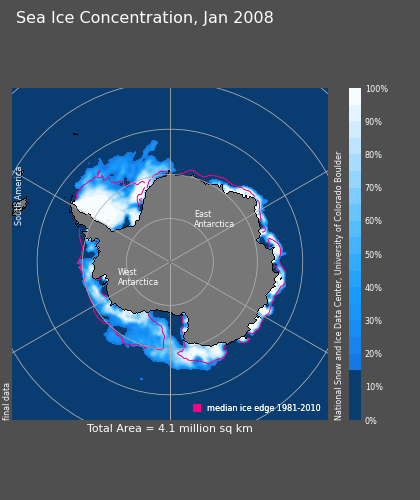 Sea Ice Concentration, Jan 2008
South America
East
Antarctica
West
Antarctica
final data
median ice edge 1981-2010
Total Area = 4.1 million sq km
National Snow and Ice Data Center, University of Colorado Boulder
100%
90%
80%
70%
60%
50%
40%
30%
20%
10%
0%